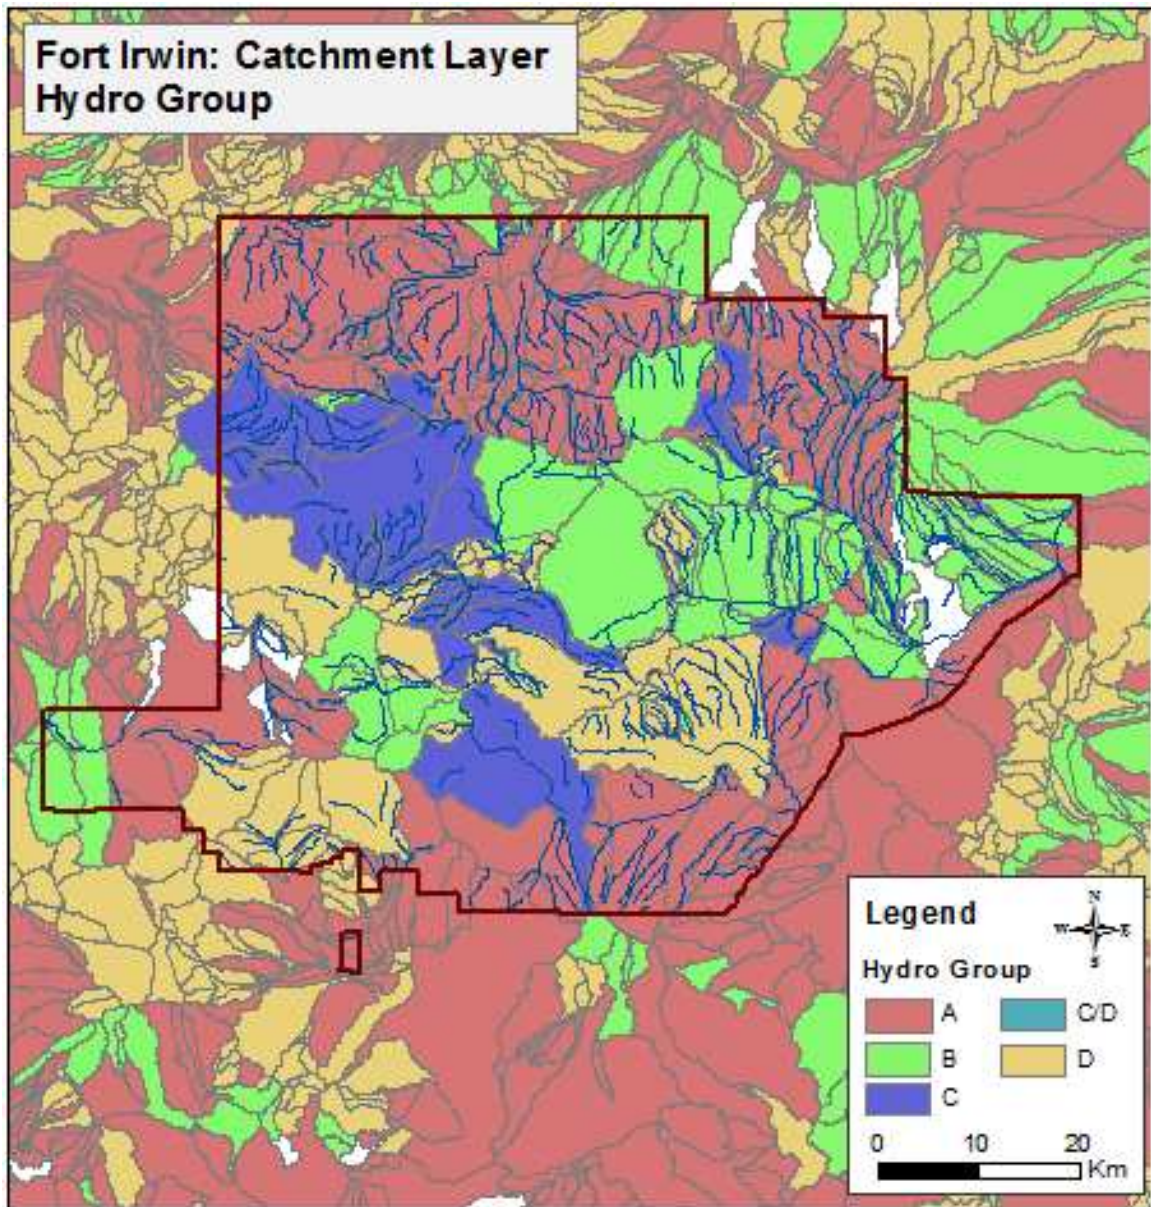 Fort Irwin: Catchment Layer
Hydro Group
Legend
N
W E
S
Hydro Group
A C/D
B D
C
0 10 20
Km